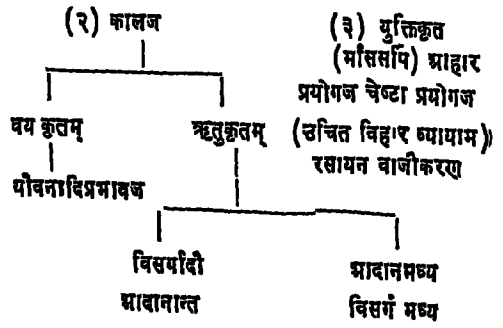 (२) कालज
(३) युक्तिकृत
(मांससर्पि) आहार
प्रयोगज चेष्टा प्रयोगज
(उचित विहार व्यायाम)
रसायन वाजीकरण
वय कृतम्
ऋतुकृतम्
यौवनादिप्रभावज
विसर्गादौ
आदानान्त
आदानमध्य
विसर्ग मध्य